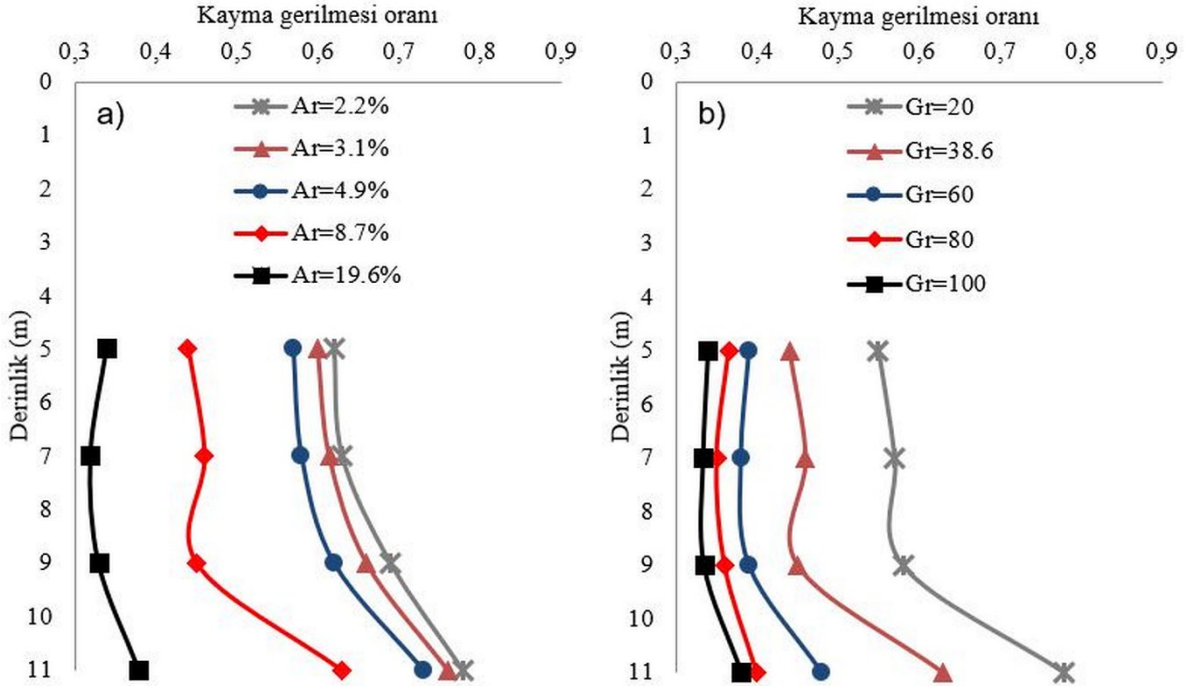 Kayma gerilmesi oranı
0,3 0,4 0,5 0,6 0,7 0,8 0,9
a)
Ar=2.2%
Ar=3.1%
Ar=4.9%
Ar=8.7%
Ar=19.6%
Derinlik (m)
0
1
2
3
4
5
6
7
8
9
10
11
Kayma gerilmesi oranı
0,3 0,4 0,5 0,6 0,7 0,8 0,9
b)
Gr=20
Gr=38.6
Gr=60
Gr=80
Gr=100
Derinlik (m)
0
1
2
3
4
5
6
7
8
9
10
11